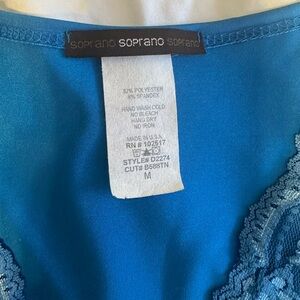 soprano soprano soprano
92% POLYESTER
8% SPANDEX
HAND WASH COLD
NO BLEACH
HANG DRY
NO IRON
MADE IN U.S.A.
RN # 102517
STYLE# D2274
CUT# B588TN
M